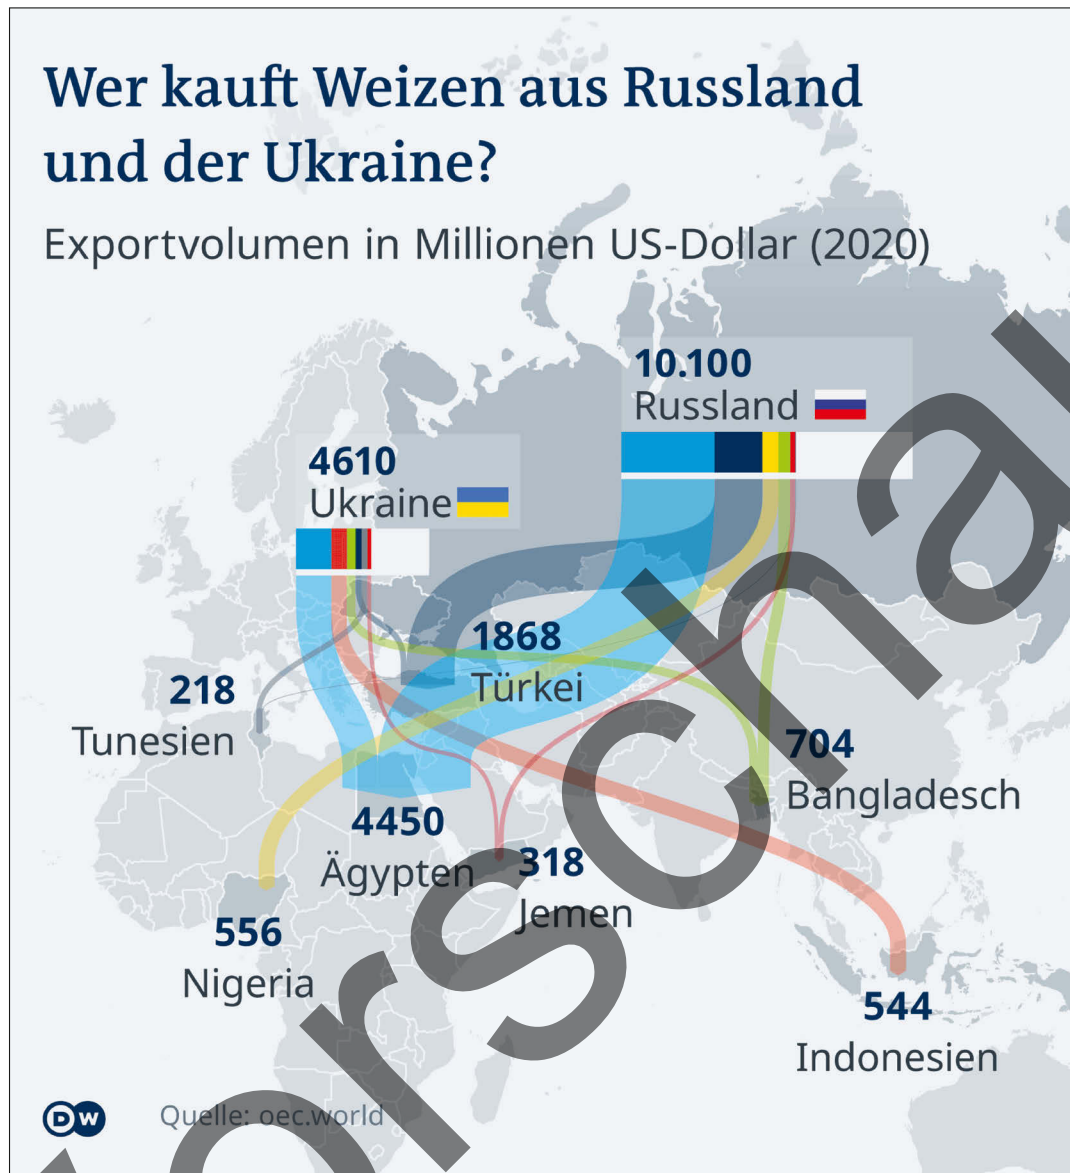 Wer kauft Weizen aus Russland
und der Ukraine?
Exportvolumen in Millionen US-Dollar (2020)
10.100
Russland
4610
Ukraine
1868
Türkei
218
Tunesien
704
Bangladesch
4450
Ägypten
318
Jemen
556
Nigeria
544
Indonesien
DW
Quelle: oec.world